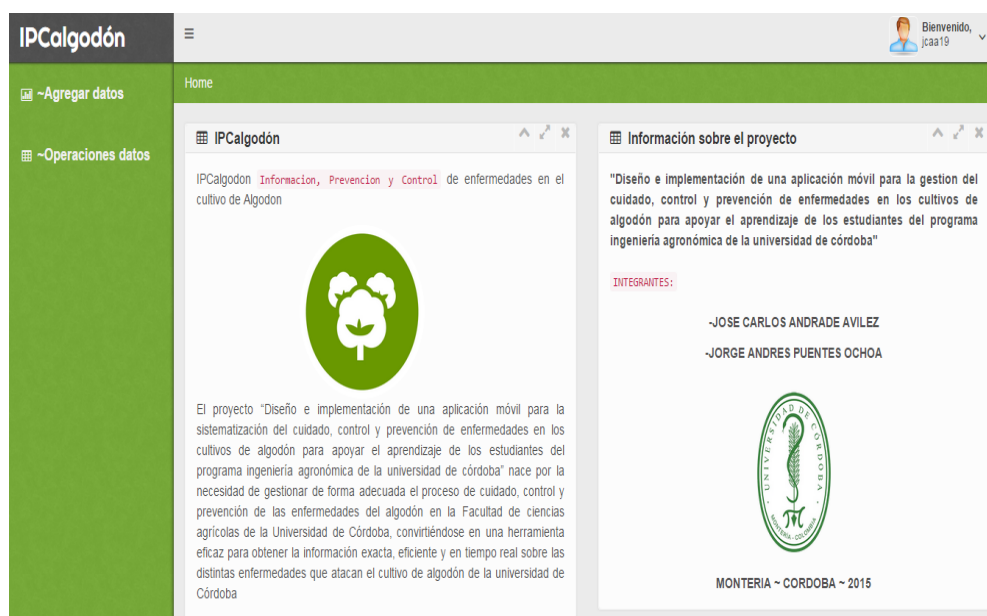 IPCalgodón
Bienvenido,
jcaa19
~Agregar datos
~Operaciones datos
Home
IPCalgodón
IPCalgodon Informacion, Prevencion y Control de enfermedades en el
cultivo de Algodon
El proyecto "Diseño e implementación de una aplicación móvil para la
sistematización del cuidado, control y prevención de enfermedades en los
cultivos de algodón para apoyar el aprendizaje de los estudiantes del
programa ingeniería agronómica de la universidad de córdoba" nace por la
necesidad de gestionar de forma adecuada el proceso de cuidado, control y
prevención de las enfermedades del algodón en la Facultad de ciencias
agrícolas de la Universidad de Córdoba, convirtiéndose en una herramienta
eficaz para obtener la información exacta, eficiente y en tiempo real sobre las
distintas enfermedades que atacan el cultivo de algodón de la universidad de
Córdoba
Información sobre el proyecto
"Diseño e implementación de una aplicación móvil para la gestion del
cuidado, control y prevención de enfermedades en los cultivos de
algodón para apoyar el aprendizaje de los estudiantes del programa
ingeniería agronómica de la universidad de córdoba"
INTEGRANTES:
-JOSE CARLOS ANDRADE AVILEZ
-JORGE ANDRES PUENTES OCHOA
UNIVERSIDAD DE CÓRDOBA
MONTERIA - COLOMBIA
MONTERIA ~ CORDOBA ~ 2015